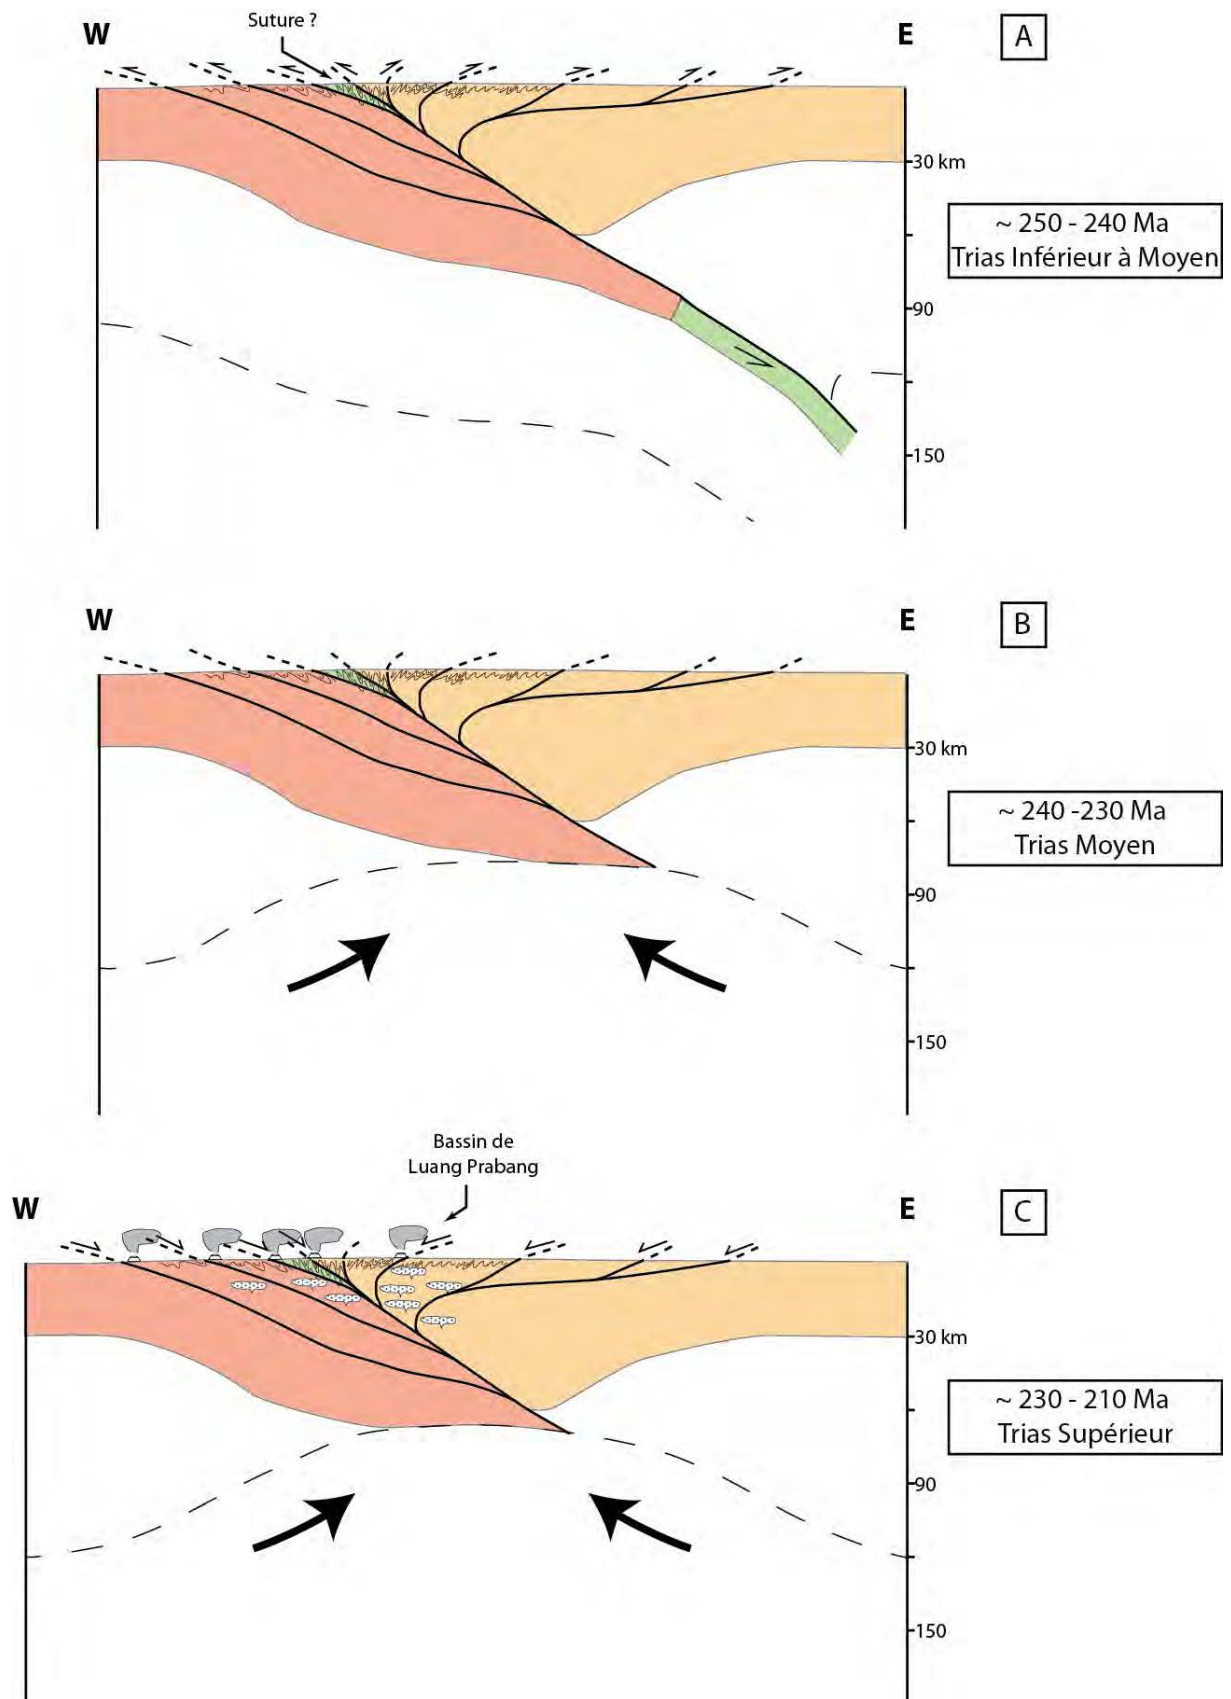 Suture ?
W
E
A
30 km
~ 250 - 240 Ma
Trias Inférieur à Moyen
90
150
W
E
B
30 km
~ 240 -230 Ma
Trias Moyen
90
150
Bassin de
Luang Prabang
W
E
C
30 km
~ 230 - 210 Ma
Trias Supérieur
90
150